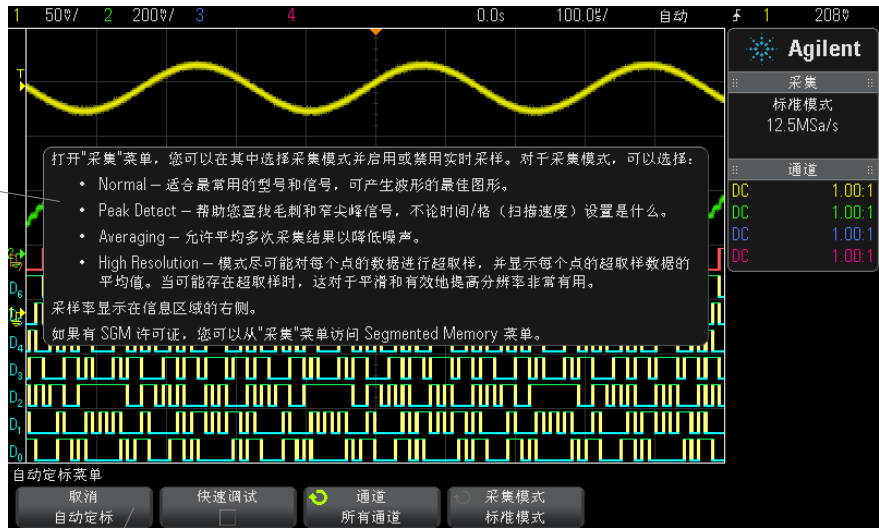 1 50V/ 2 200V/ 3 4 0.0s 100.0µ/ 自动 1 208V
Agilent
采集
标准模式
12.5MSa/s
通道
DC 1.00:1
DC 1.00:1
DC 1.00:1
DC 1.00:1
T
打开"采集"菜单，您可以在其中选择采集模式并启用或禁用实时采样。对于采集模式，可以选择：
• Normal – 适合最常用的型号和信号，可产生波形的最佳图形。
• Peak Detect – 帮助您查找毛刺和窄尖峰信号，不论时间/格（扫描速度）设置是什么。
• Averaging – 允许平均多次采集结果以降低噪声。
• High Resolution – 模式尽可能对每个点的数据进行超取样，并显示每个点的超取样数据的
平均值。当可能存在超取样时，这对于平滑和有效地提高分辨率非常有用。
采样率显示在信息区域的右侧。
如果有 SGM 许可证，您可以从"采集"菜单访问 Segmented Memory 菜单。
2
D6
D4
D3
D2
D1
D0
自动定标菜单
取消
自动定标
快速调试
通道
所有通道
采集模式
标准模式